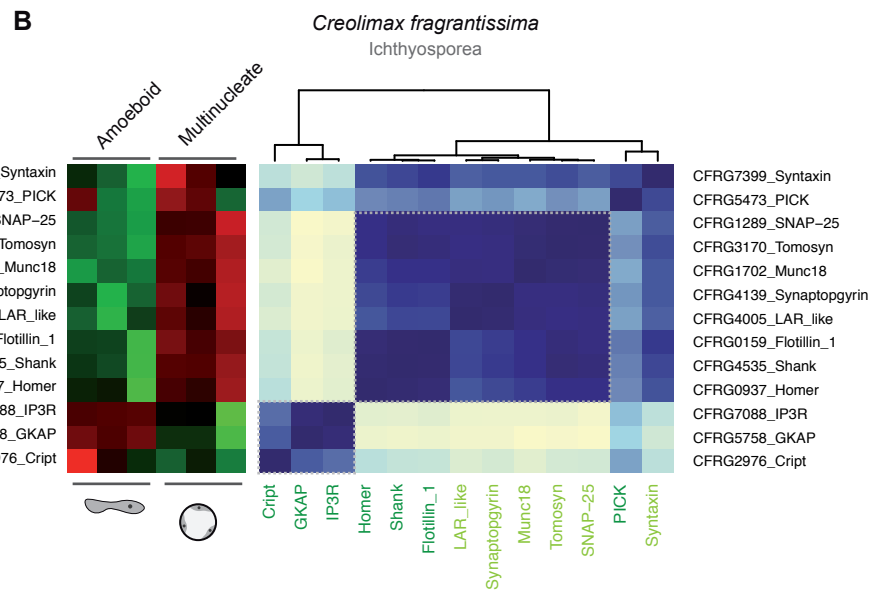 B
Creolimax fragrantissima
Ichthyosporea
Amoeboid
Multinucleate
Syntaxin
73_PICK
SNAP-25
Tomosyn
_Munc18
ptopgyrin
LAR_like
Flotillin_1
5_Shank
7_Homer
88_IP3R
8_GKAP
976_Cript
CFRG7399_Syntaxin
CFRG5473_PICK
CFRG1289_SNAP-25
CFRG3170_Tomosyn
CFRG1702_Munc18
CFRG4139_Synaptopgyrin
CFRG4005_LAR_like
CFRG0159_Flotillin_1
CFRG4535_Shank
CFRG0937_Homer
CFRG7088_IP3R
CFRG5758_GKAP
CFRG2976_Cript
Cript
GKAP
IP3R
Homer
Shank
Flotillin_1
LAR_like
Synaptopgyrin
Munc18
Tomosyn
SNAP-25
PICK
Syntaxin